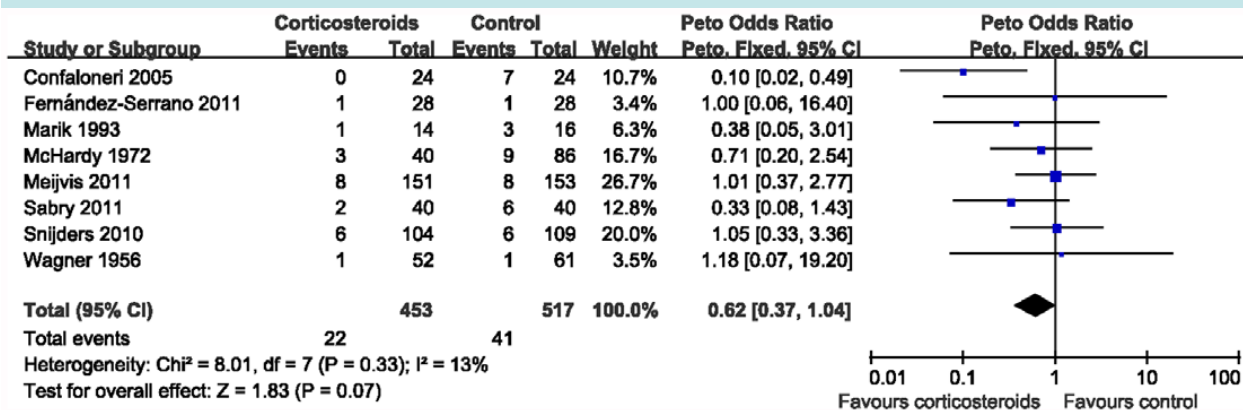 Corticosteroids Control Peto Odds Ratio Peto Odds Ratio
Study or Subgroup Events Total Events Total Weight Peto, Fixed, 95% CI Peto, Fixed, 95% CI
Confaloneri 2005 0 24 7 24 10.7% 0.10 [0.02, 0.49]
Fernández-Serrano 2011 1 28 1 28 3.4% 1.00 [0.06, 16.40]
Marik 1993 1 14 3 16 6.3% 0.38 [0.05, 3.01]
McHardy 1972 3 40 9 86 16.7% 0.71 [0.20, 2.54]
Meijvis 2011 8 151 8 153 26.7% 1.01 [0.37, 2.77]
Sabry 2011 2 40 6 40 12.8% 0.33 [0.08, 1.43]
Snijders 2010 6 104 6 109 20.0% 1.05 [0.33, 3.36]
Wagner 1956 1 52 1 61 3.5% 1.18 [0.07, 19.20]
Total (95% CI) 453 517 100.0% 0.62 [0.37, 1.04]
Total events 22 41
Heterogeneity: Chi² = 8.01, df = 7 (P = 0.33); I² = 13%
Test for overall effect: Z = 1.83 (P = 0.07)
0.01 0.1 1 10 100
Favours corticosteroids Favours control